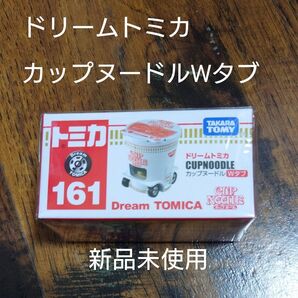 ドリームトミカ
カップヌードルWタブ
トミカ
161
Dream TOMICA
TAKARA TOMY
ドリームトミカ
CUPNOODLE
カップヌードル Wタブ
CUP NOODLE
新品未使用